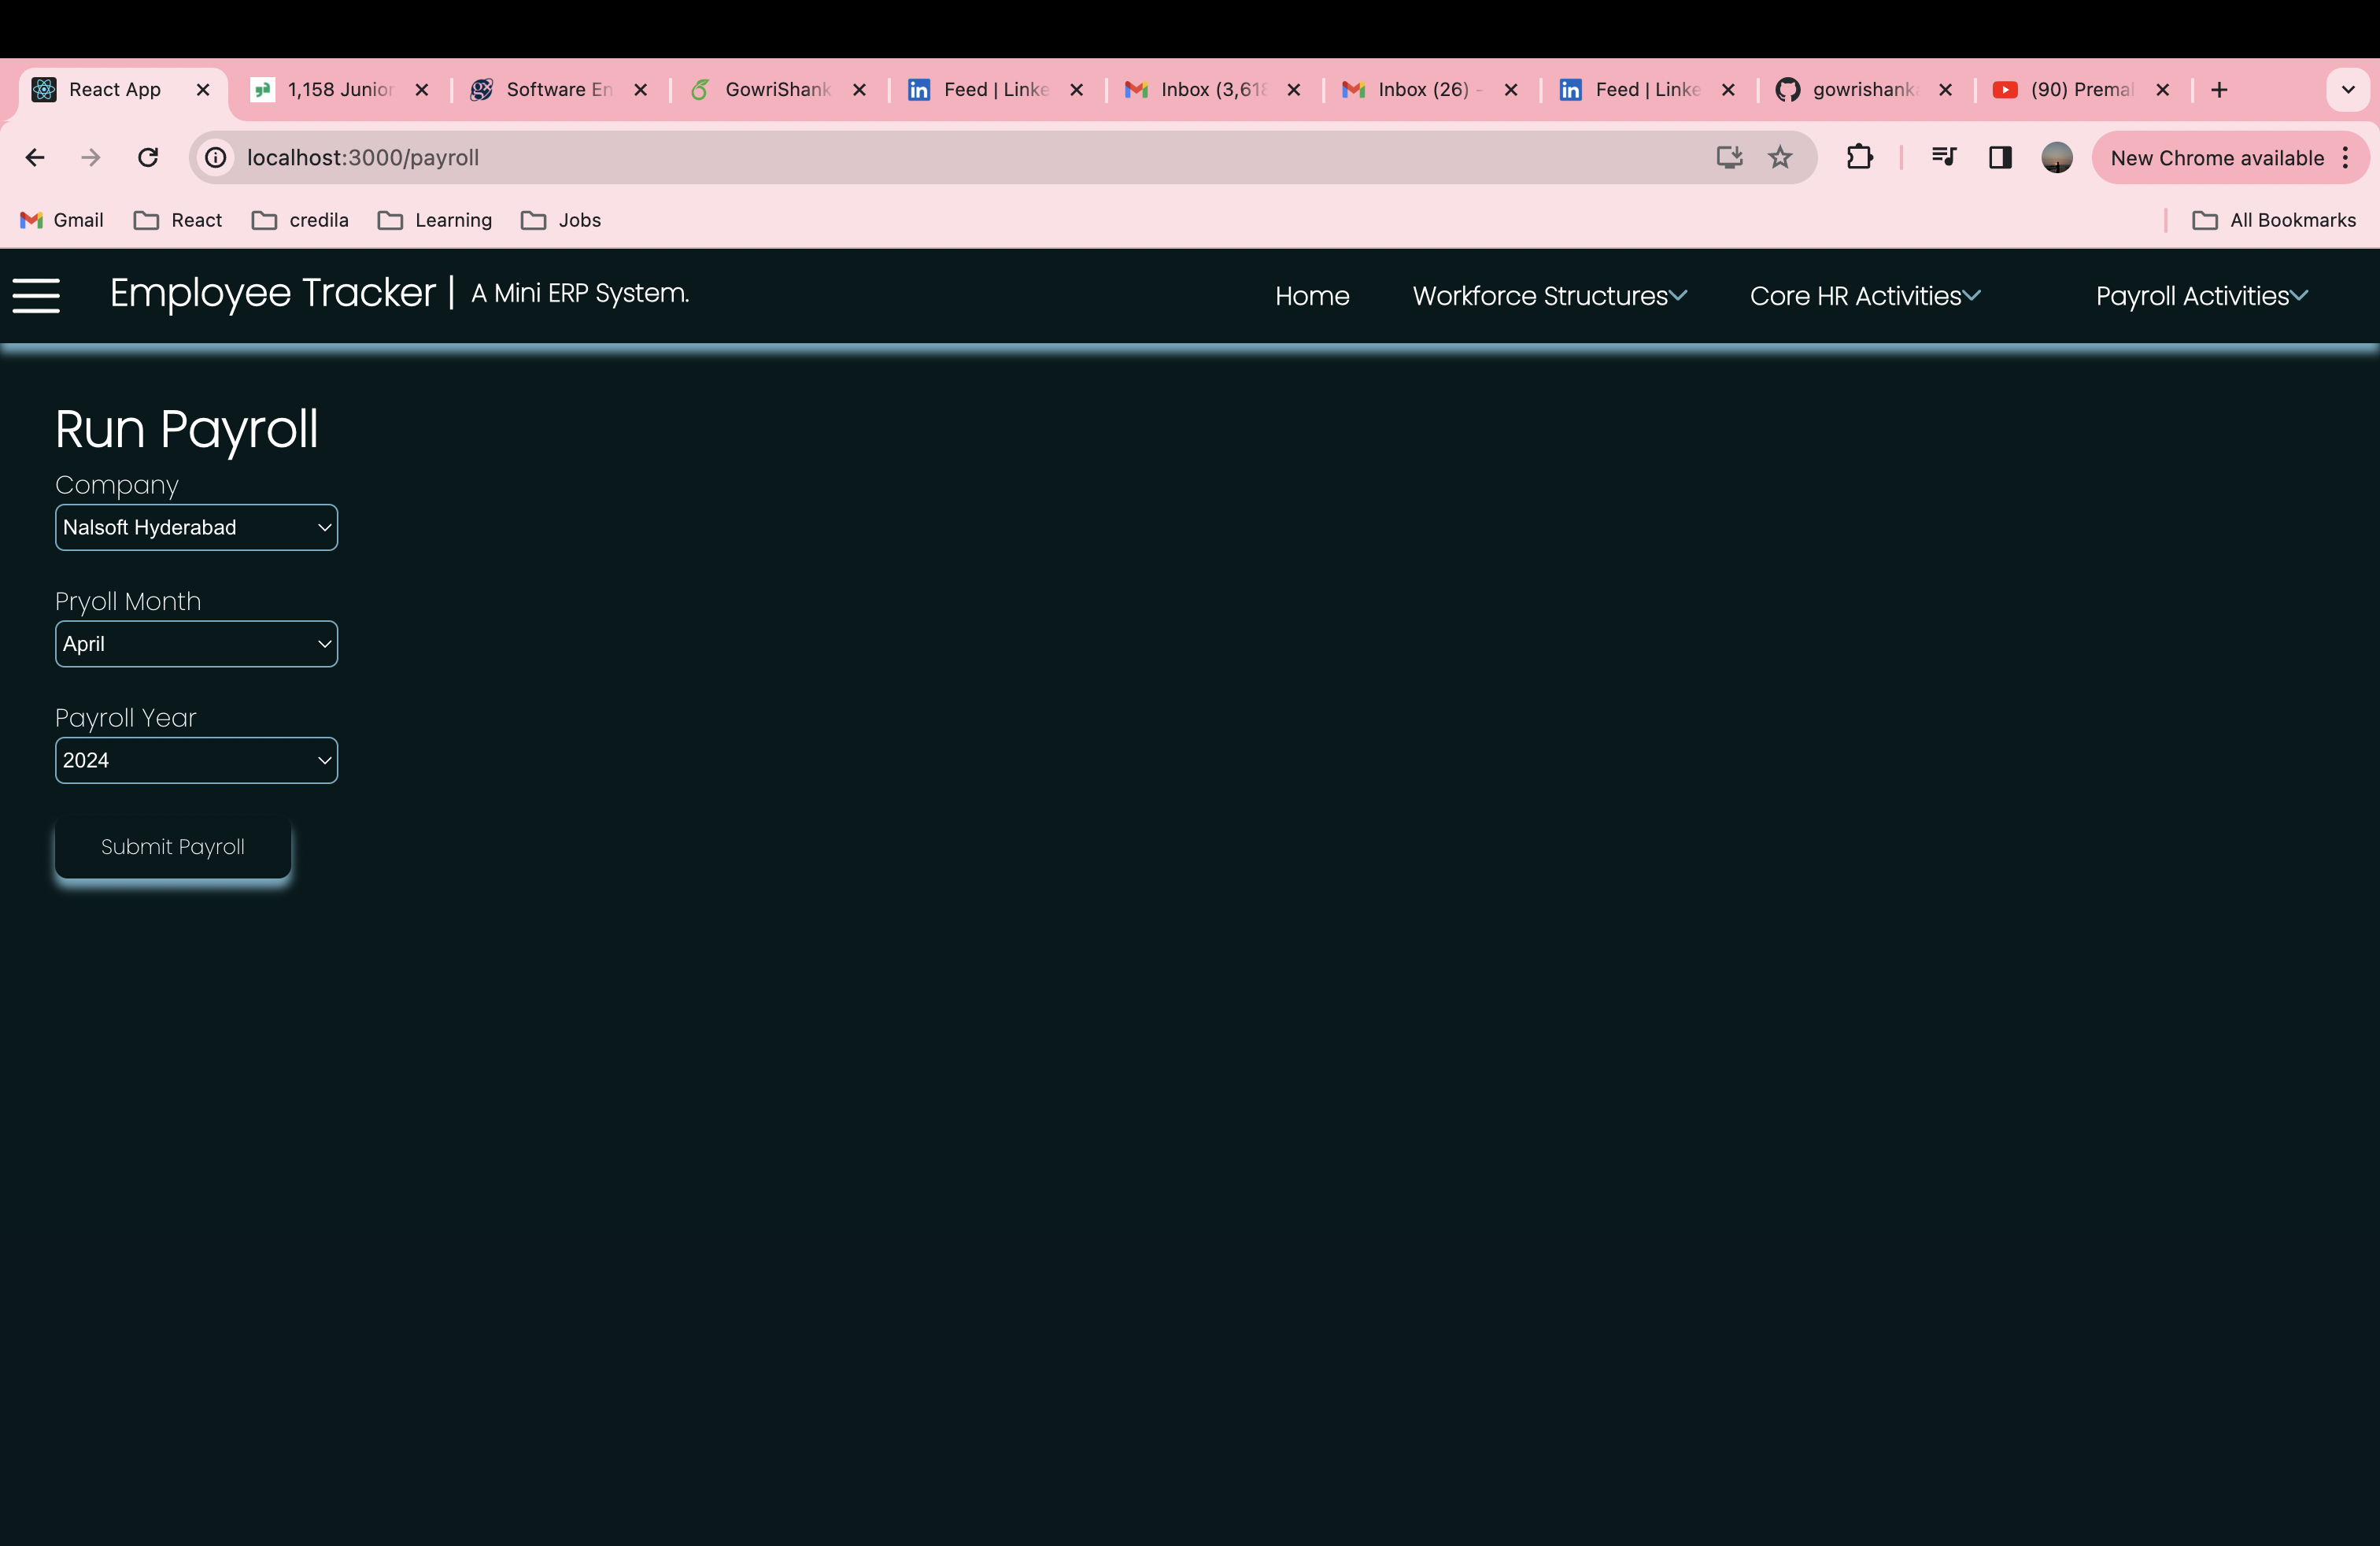 React App
1,158 Junior
Software En
GowriShank
Feed | Linke
Inbox (3,618
Inbox (26) -
Feed | Linke
gowrishanka
(90) Premal
localhost:3000/payroll
New Chrome available
Gmail
React
credila
Learning
Jobs
All Bookmarks
Employee Tracker | A Mini ERP System.
Home
Workforce Structures
Core HR Activities
Payroll Activities
Run Payroll
Company
Nalsoft Hyderabad
Pryoll Month
April
Payroll Year
2024
Submit Payroll